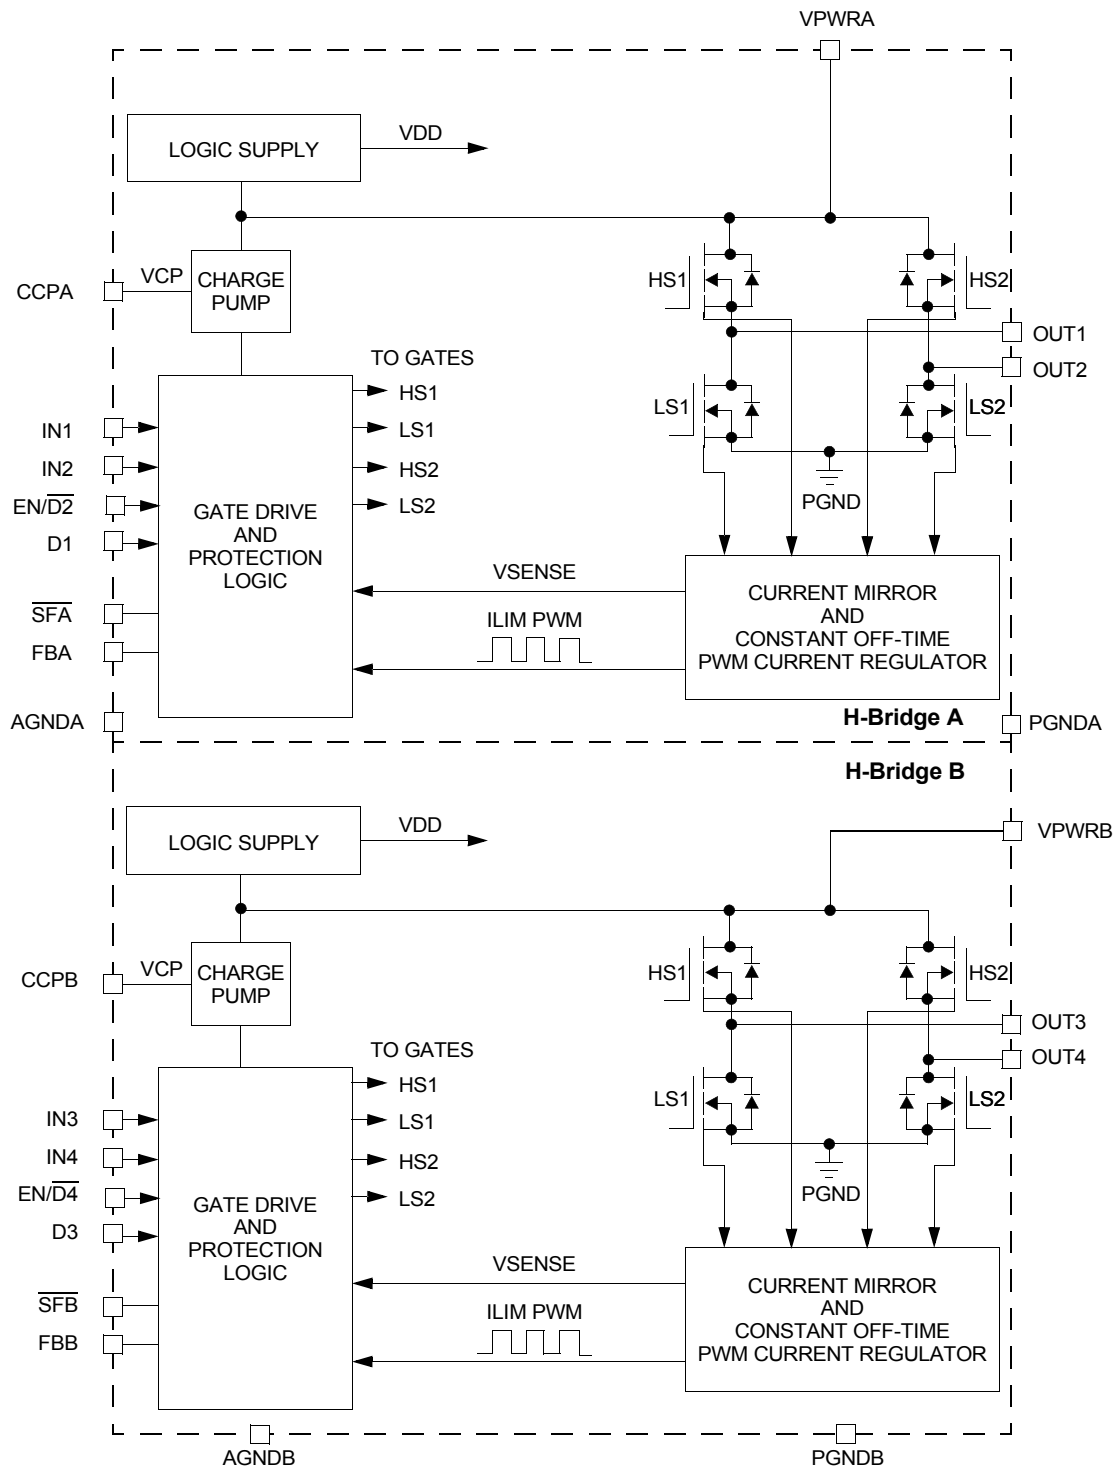 VPWRA
LOGIC SUPPLY
VDD
CCPA
VCP
CHARGE
PUMP
HS1
HS2
OUT1
OUT2
TO GATES
HS1
LS1
HS2
LS2
LS1
LS2
PGND
IN1
IN2
EN/D2
D1
SFA
FBA
GATE DRIVE
AND
PROTECTION
LOGIC
VSENSE
ILIM PWM
CURRENT MIRROR
AND
CONSTANT OFF-TIME
PWM CURRENT REGULATOR
AGNDA
H-Bridge A
PGNDA
H-Bridge B
LOGIC SUPPLY
VDD
VPWRB
CCPB
VCP
CHARGE
PUMP
HS1
HS2
OUT3
OUT4
TO GATES
HS1
LS1
HS2
LS2
LS1
LS2
PGND
IN3
IN4
EN/D4
D3
SFB
FBB
GATE DRIVE
AND
PROTECTION
LOGIC
VSENSE
ILIM PWM
CURRENT MIRROR
AND
CONSTANT OFF-TIME
PWM CURRENT REGULATOR
AGNDB
PGNDB